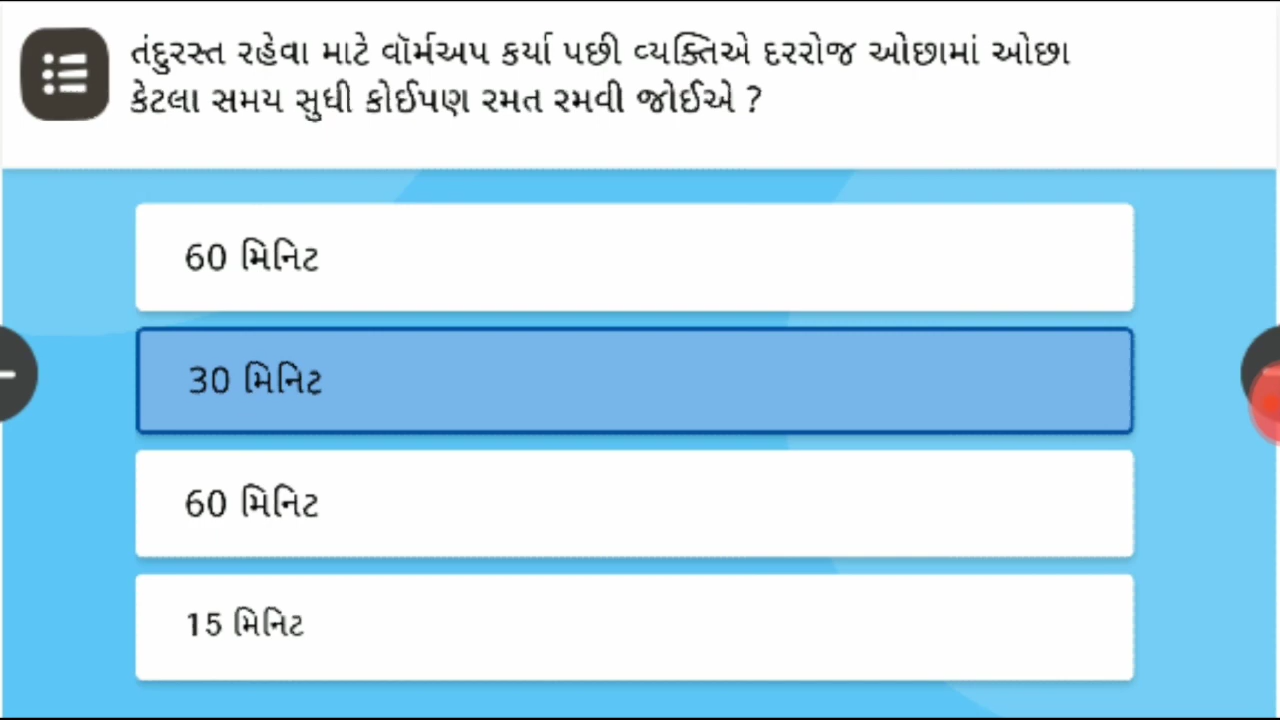 તંદુરસ્ત રહેવા માટે વૉર્મઅપ કર્યા પછી વ્યક્તિએ દરરોજ ઓછામાં ઓછા
કેટલા સમય સુધી કોઈપણ રમત રમવી જોઈએ ?
60 મિનિટ
30 મિનિટ
60 મિનિટ
15 મિનિટ